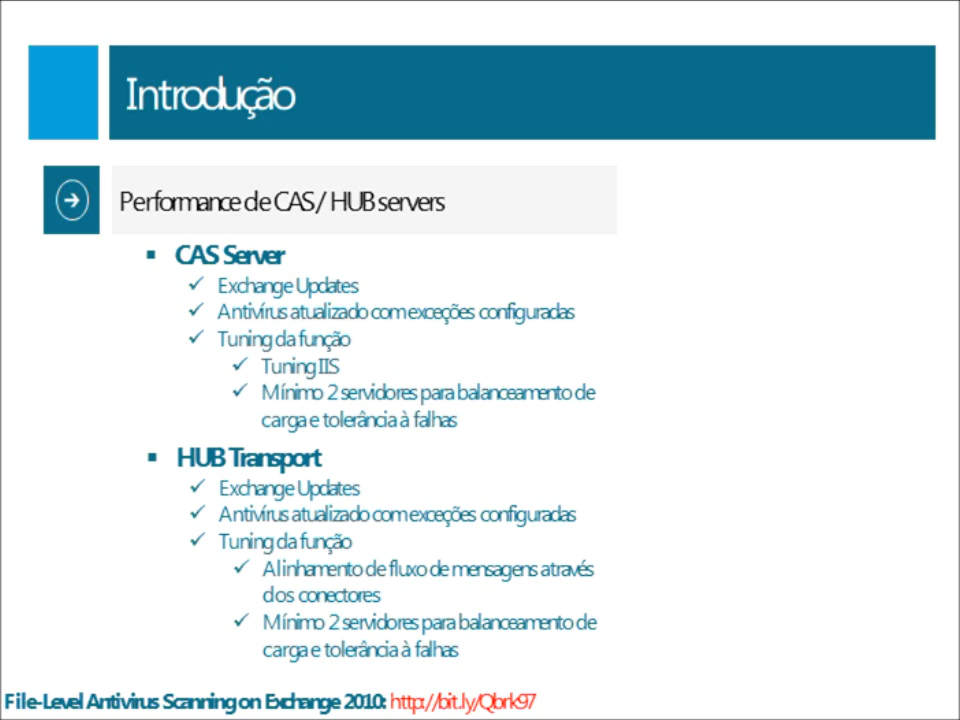 Introdução
Performance de CAS / HUB servers
CAS Server
Exchange Updates
Antivírus atualizado com exceções configuradas
Tuning da função
Tuning IIS
Mínimo 2 servidores para balanceamento de
carga e tolerância à falhas
HUB Transport
Exchange Updates
Antivírus atualizado com exceções configuradas
Tuning da função
Alinhamento de fluxo de mensagens através
dos conectores
Mínimo 2 servidores para balanceamento de
carga e tolerância à falhas
File-Level Antivirus Scanning on Exchange 2010: http://bit.ly/Qbrk97